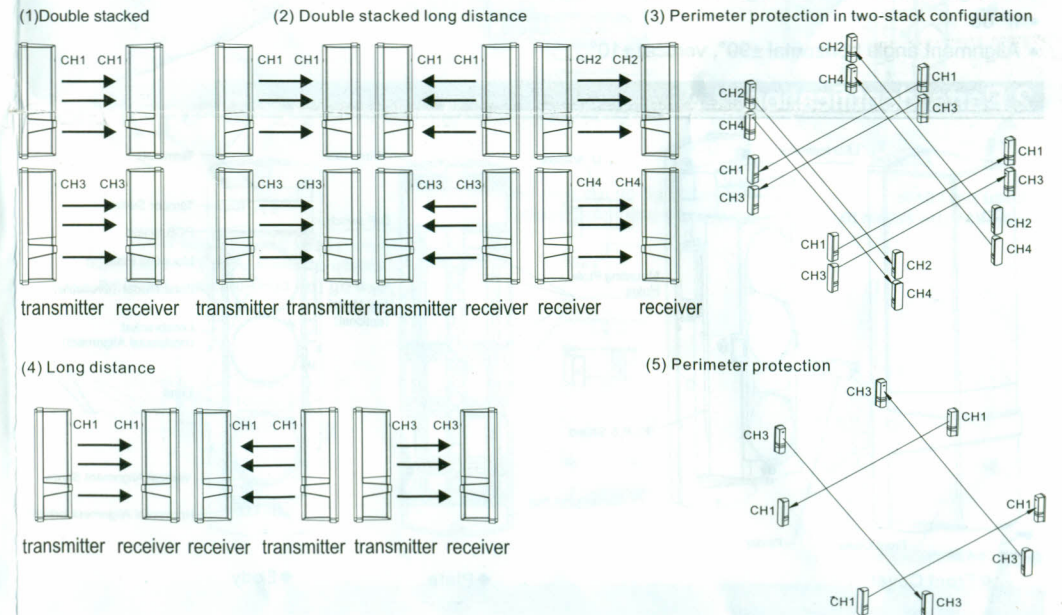 (1)Double stacked
(2) Double stacked long distance
(3) Perimeter protection in two-stack configuration
CH1 CH1
CH1 CH1
CH1 CH1
CH2 CH2
CH3 CH3
CH3 CH3
CH3 CH3
CH4 CH4
transmitter receiver transmitter transmitter transmitter receiver receiver receiver
CH2
CH4
CH1
CH3
CH2
CH4
CH1
CH3
CH1
CH3
CH1
CH3
CH2
CH4
CH2
CH4
(4) Long distance
CH1 CH1
CH1 CH1
CH3 CH3
transmitter receiver receiver transmitter transmitter receiver
(5) Perimeter protection
CH3
CH1
CH3
CH1
CH1
CH3
CH1
CH3